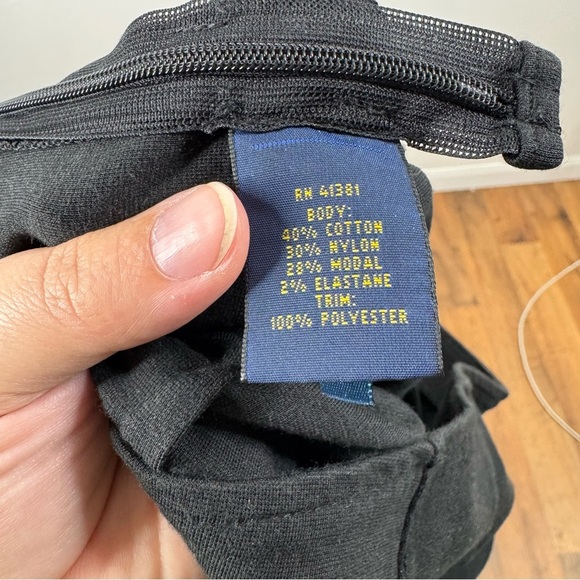 RN 41381
BODY:
40% COTTON
30% NYLON
28% MODAL
2% ELASTANE
TRIM:
100% POLYESTER